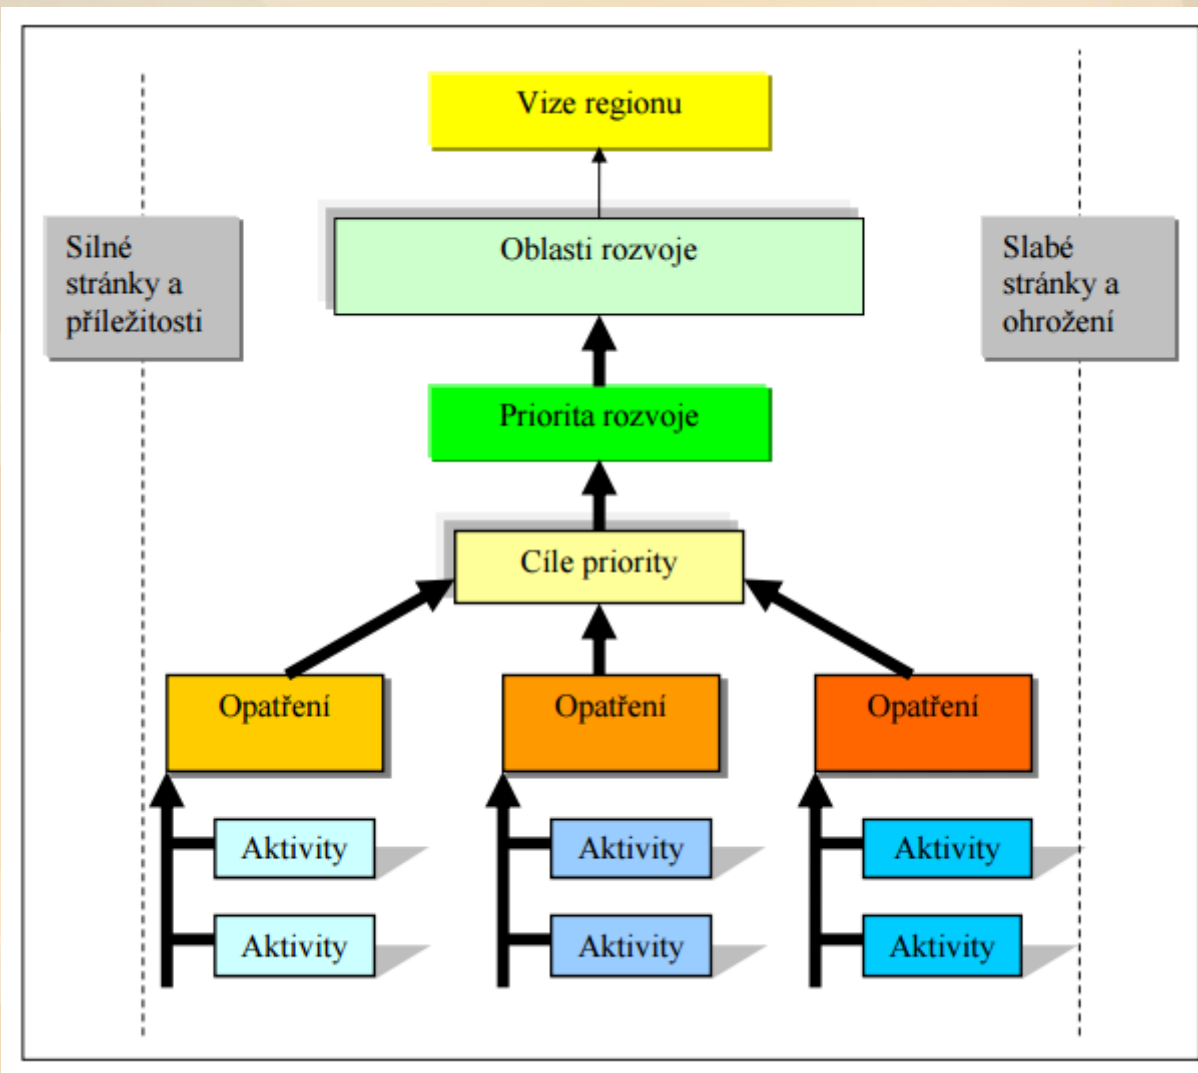 Vize regionu
Silné
stránky a
příležitosti
Oblasti rozvoje
Slabé
stránky a
ohrožení
Priorita rozvoje
Cíle priority
Opatření
Opatření
Opatření
Aktivity
Aktivity
Aktivity
Aktivity
Aktivity
Aktivity